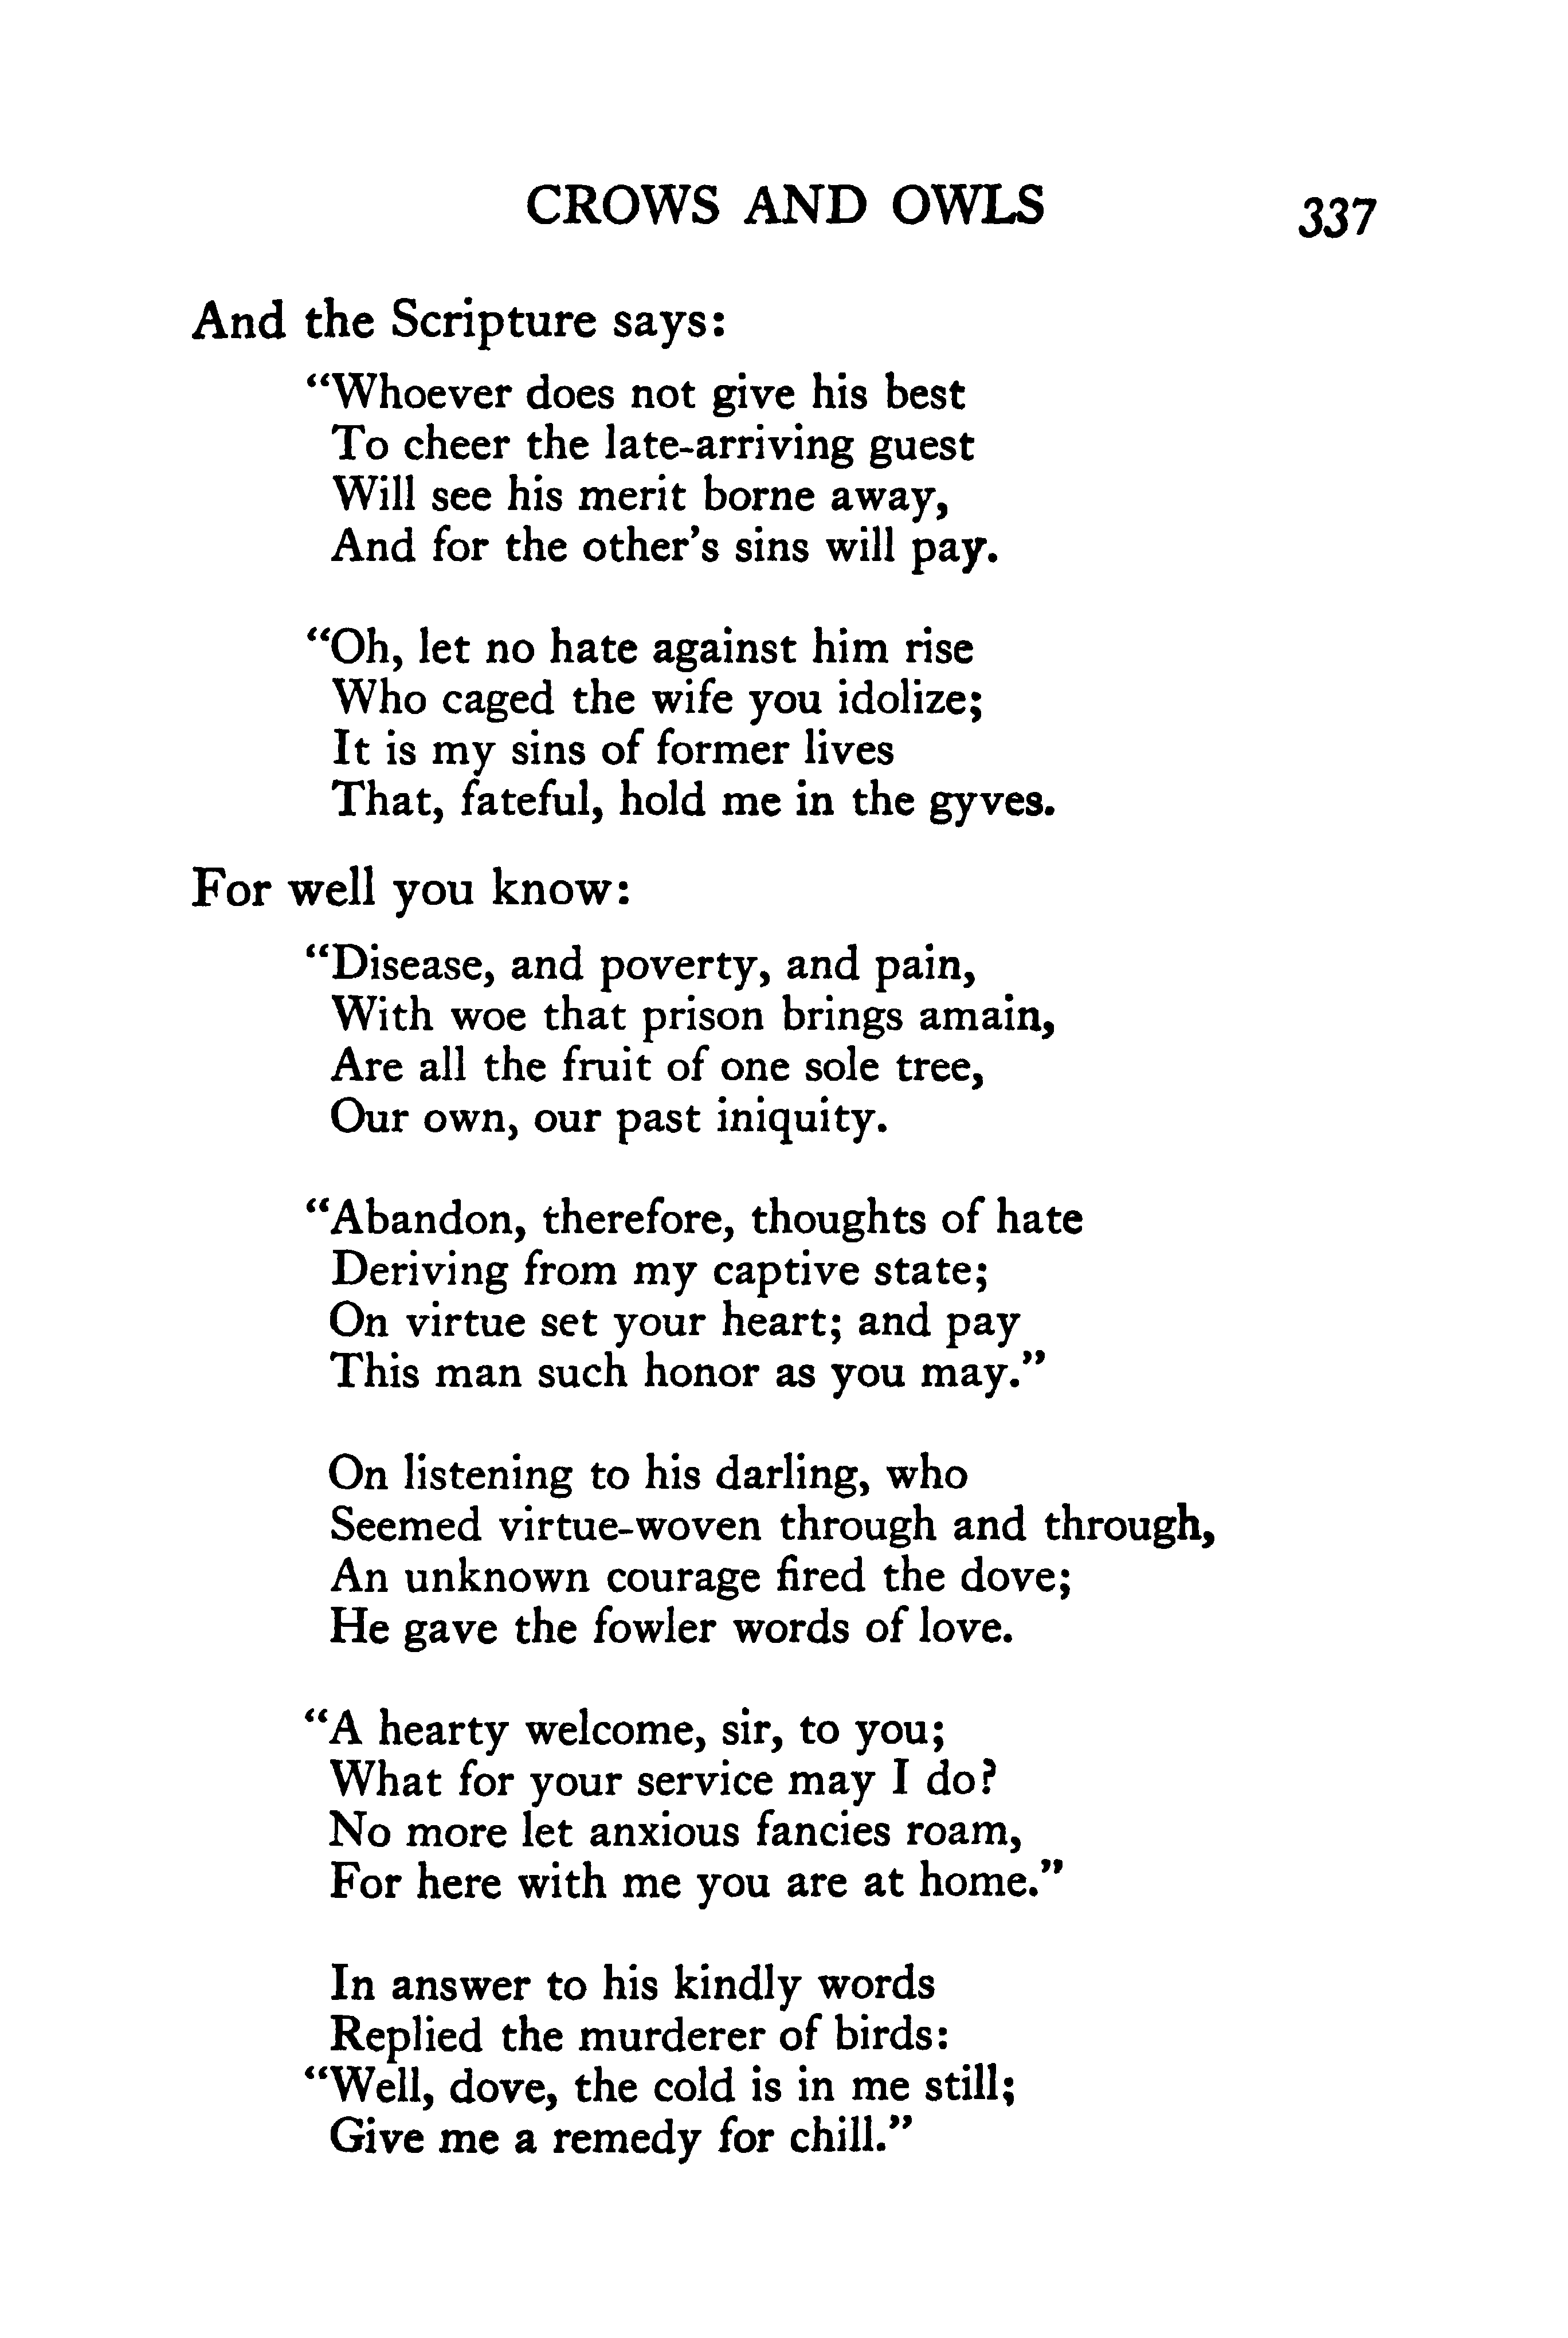 CROWS AND OWLS 337
And the Scripture says:
“Whoever does not give his best
To cheer the late-arriving guest
Will see his merit borne away,
And for the other’s sins will pay.
“Oh, let no hate against him rise
Who caged the wife you idolize;
It is my sins of former lives
That, fateful, hold me in the gyves.
For well you know:
“Disease, and poverty, and pain,
With woe that prison brings amain,
Are all the fruit of one sole tree,
Our own, our past iniquity.
“Abandon, therefore, thoughts of hate
Deriving from my captive state;
On virtue set your heart; and pay
This man such honor as you may.”
On listening to his darling, who
Seemed virtue-woven through and through,
An unknown courage fired the dove;
He gave the fowler words of love.
“A hearty welcome, sir, to you;
What for your service may I do?
No more let anxious fancies roam,
For here with me you are at home.”
In answer to his kindly words
Replied the murderer of birds:
“Well, dove, the cold is in me still;
Give me a remedy for chill.”